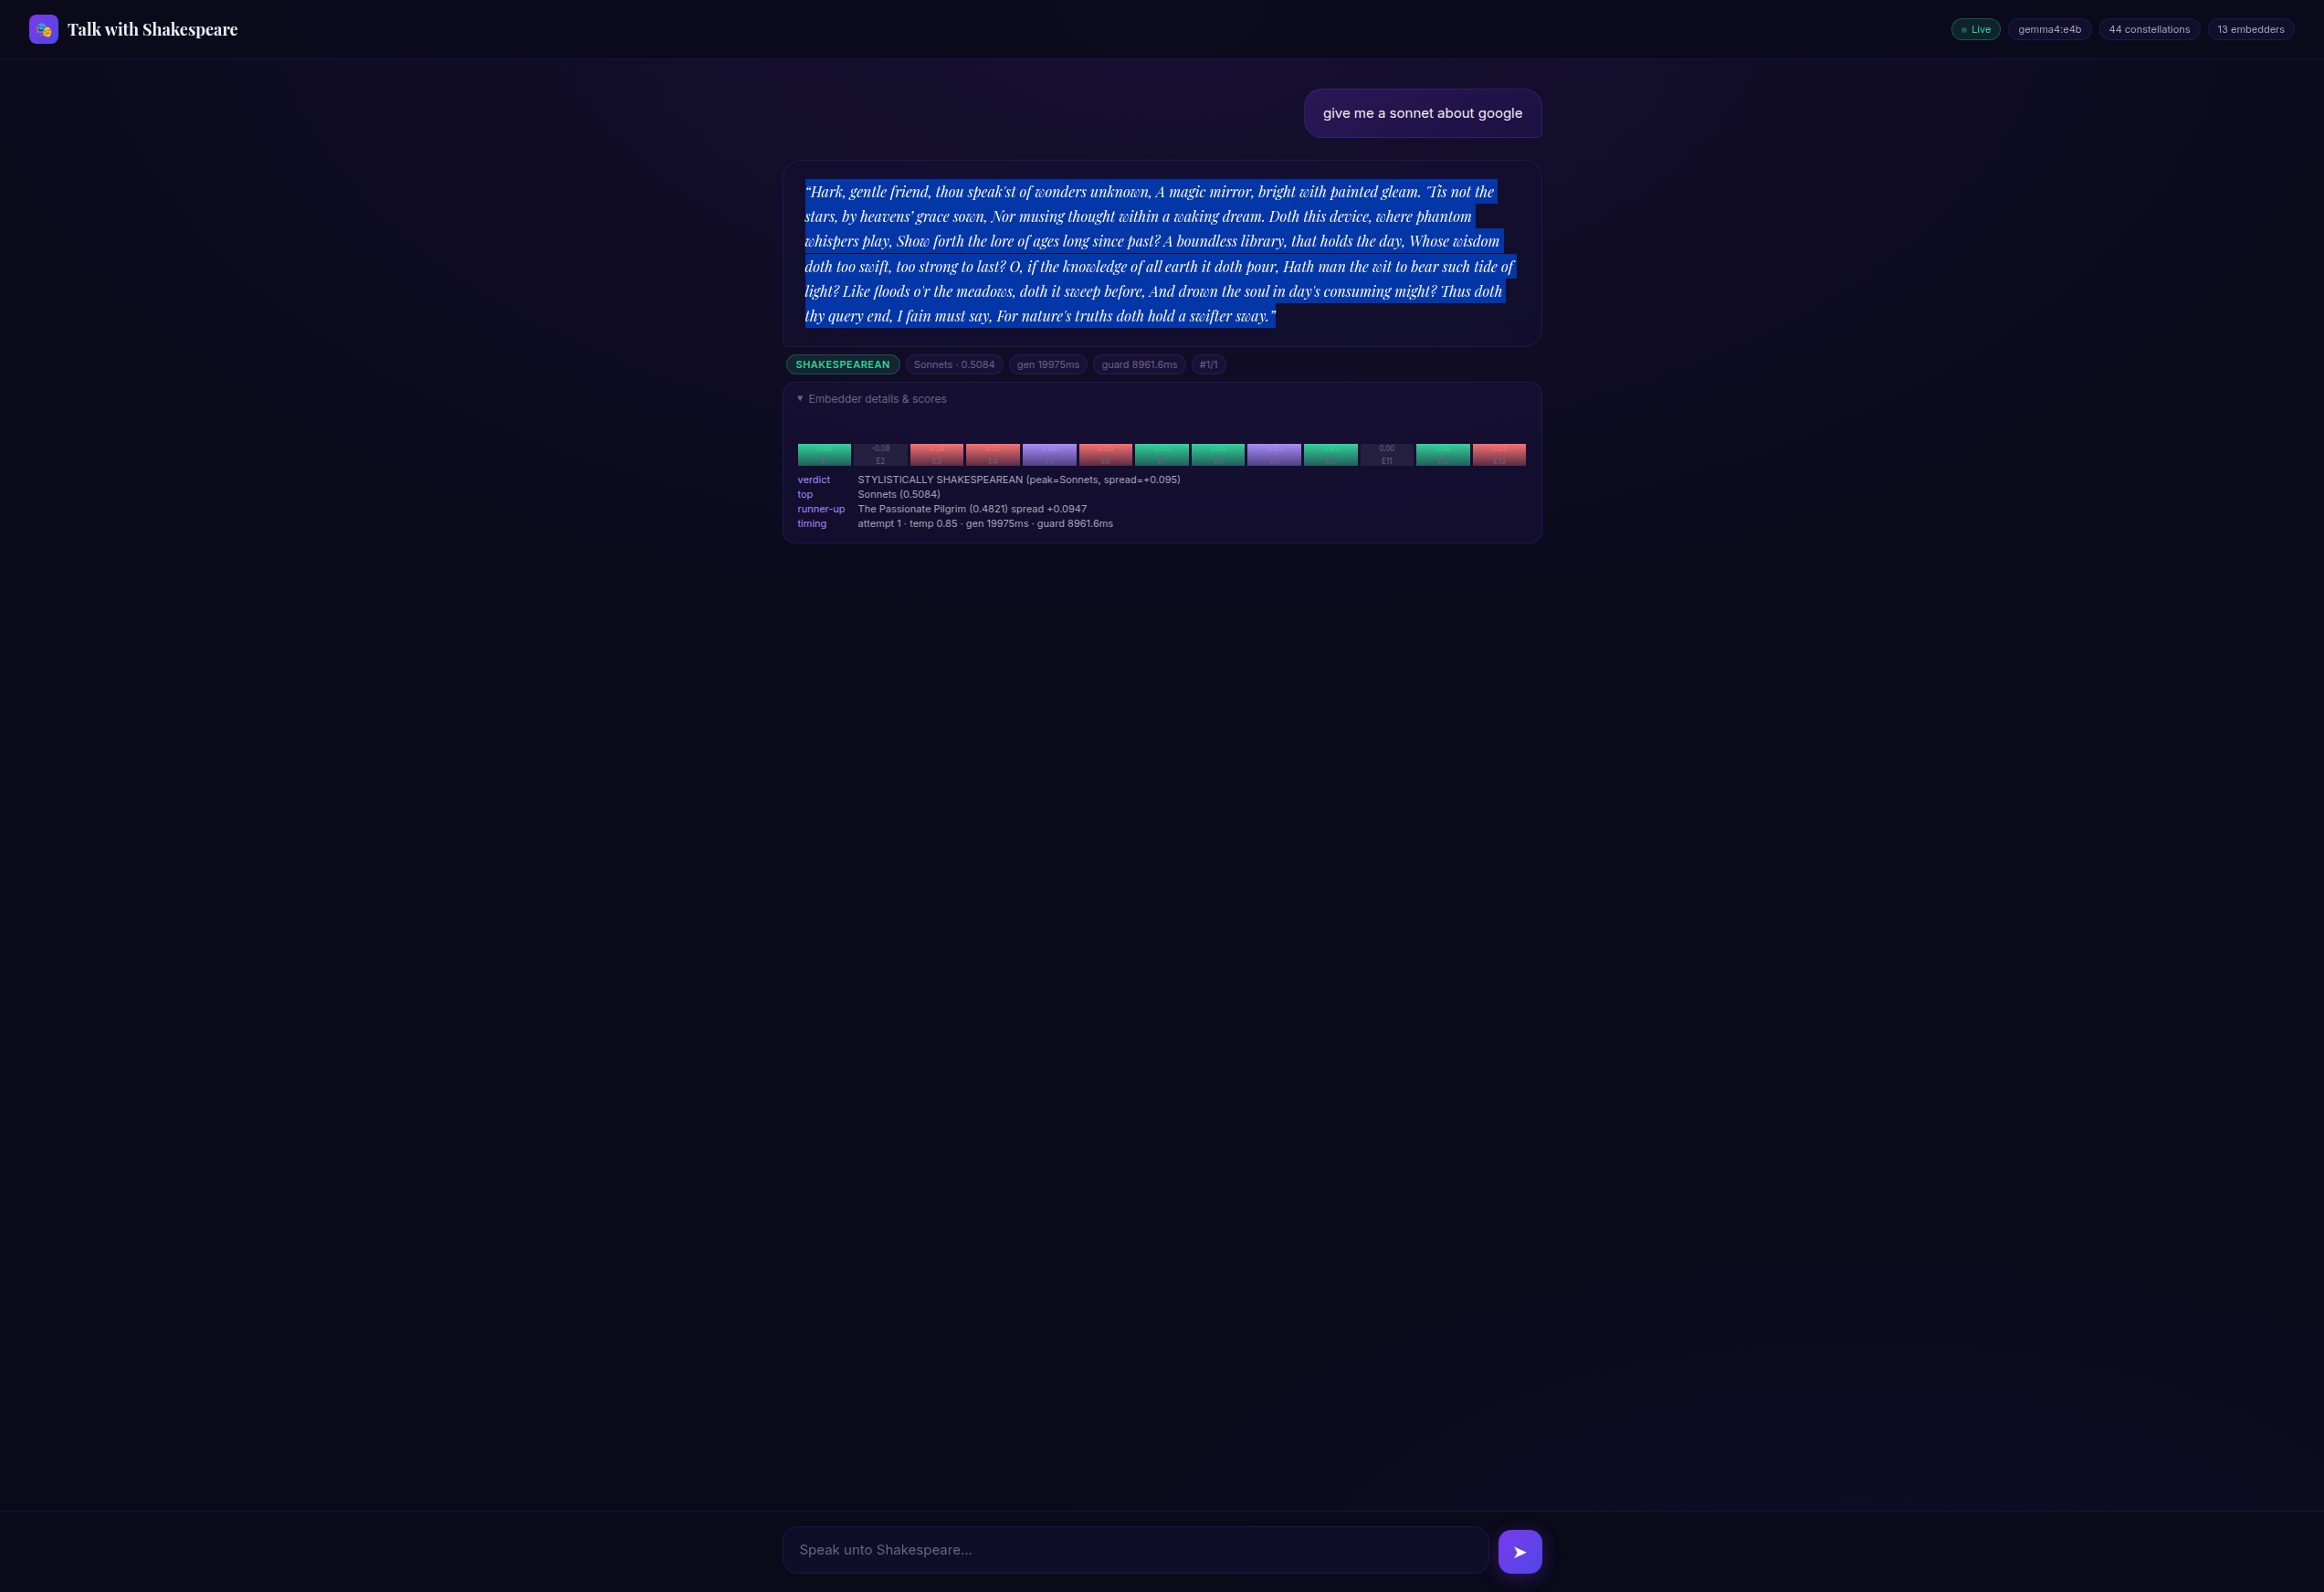 Talk with Shakespeare
Live
gemma4:e4b
44 constellations
13 embedders
give me a sonnet about google
“Hark, gentle friend, thou speak'st of wonders unknown, A magic mirror, bright with painted gleam. 'Tis not the
stars, by heavens’ grace sown, Nor musing thought within a waking dream. Doth this device, where phantom
whispers play, Show forth the lore of ages long since past? A boundless library, that holds the day, Whose wisdom
doth too swift, too strong to last? O, if the knowledge of all earth it doth pour, Hath man the wit to bear such tide of
light? Like floods o'r the meadows, doth it sweep before, And drown the soul in day's consuming might? Thus doth
thy query end, I fain must say, For nature's truths doth hold a swifter sway.”
SHAKESPEAREAN
Sonnets · 0.5084
gen 19975ms
guard 8961.6ms
#1/1
▾ Embedder details & scores
-0.08
0.00
E2
E11
verdict STYLISTICALLY SHAKESPEAREAN (peak=Sonnets, spread=+0.095)
top Sonnets (0.5084)
runner-up The Passionate Pilgrim (0.4821) spread +0.0947
timing attempt 1 · temp 0.85 · gen 19975ms · guard 8961.6ms
Speak unto Shakespeare...